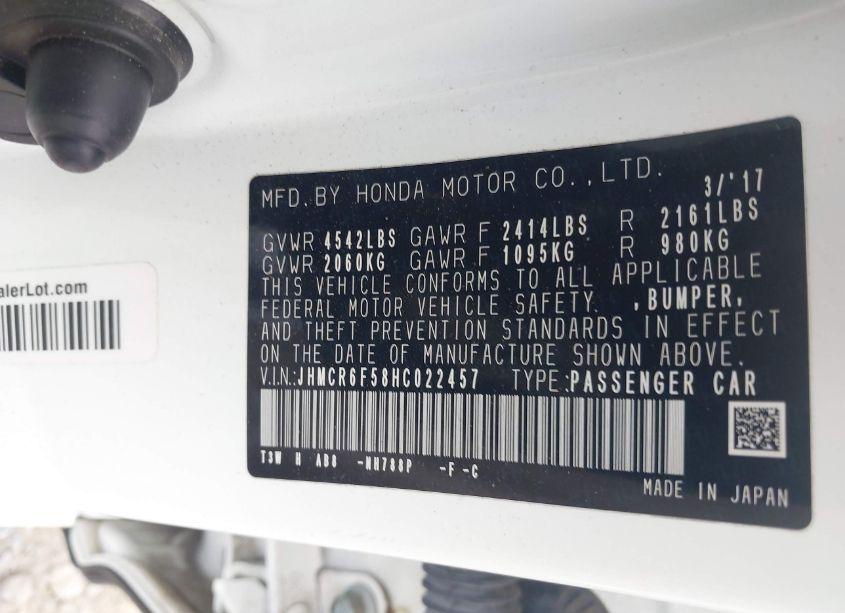 MFD. BY HONDA MOTOR CO., LTD. 3/'17
GVWR 4542LBS GAWR F 2414LBS R 2161LBS
GVWR 2060KG GAWR F 1095KG R 980KG
THIS VEHICLE CONFORMS TO ALL APPLICABLE
FEDERAL MOTOR VEHICLE SAFETY, BUMPER,
AND THEFT PREVENTION STANDARDS IN EFFECT
ON THE DATE OF MANUFACTURE SHOWN ABOVE.
V.I.N.: JHMCR6F58HC022457 TYPE: PASSENGER CAR
T3W H AB8 -NH788P -F -C
MADE IN JAPAN
alerLot.com